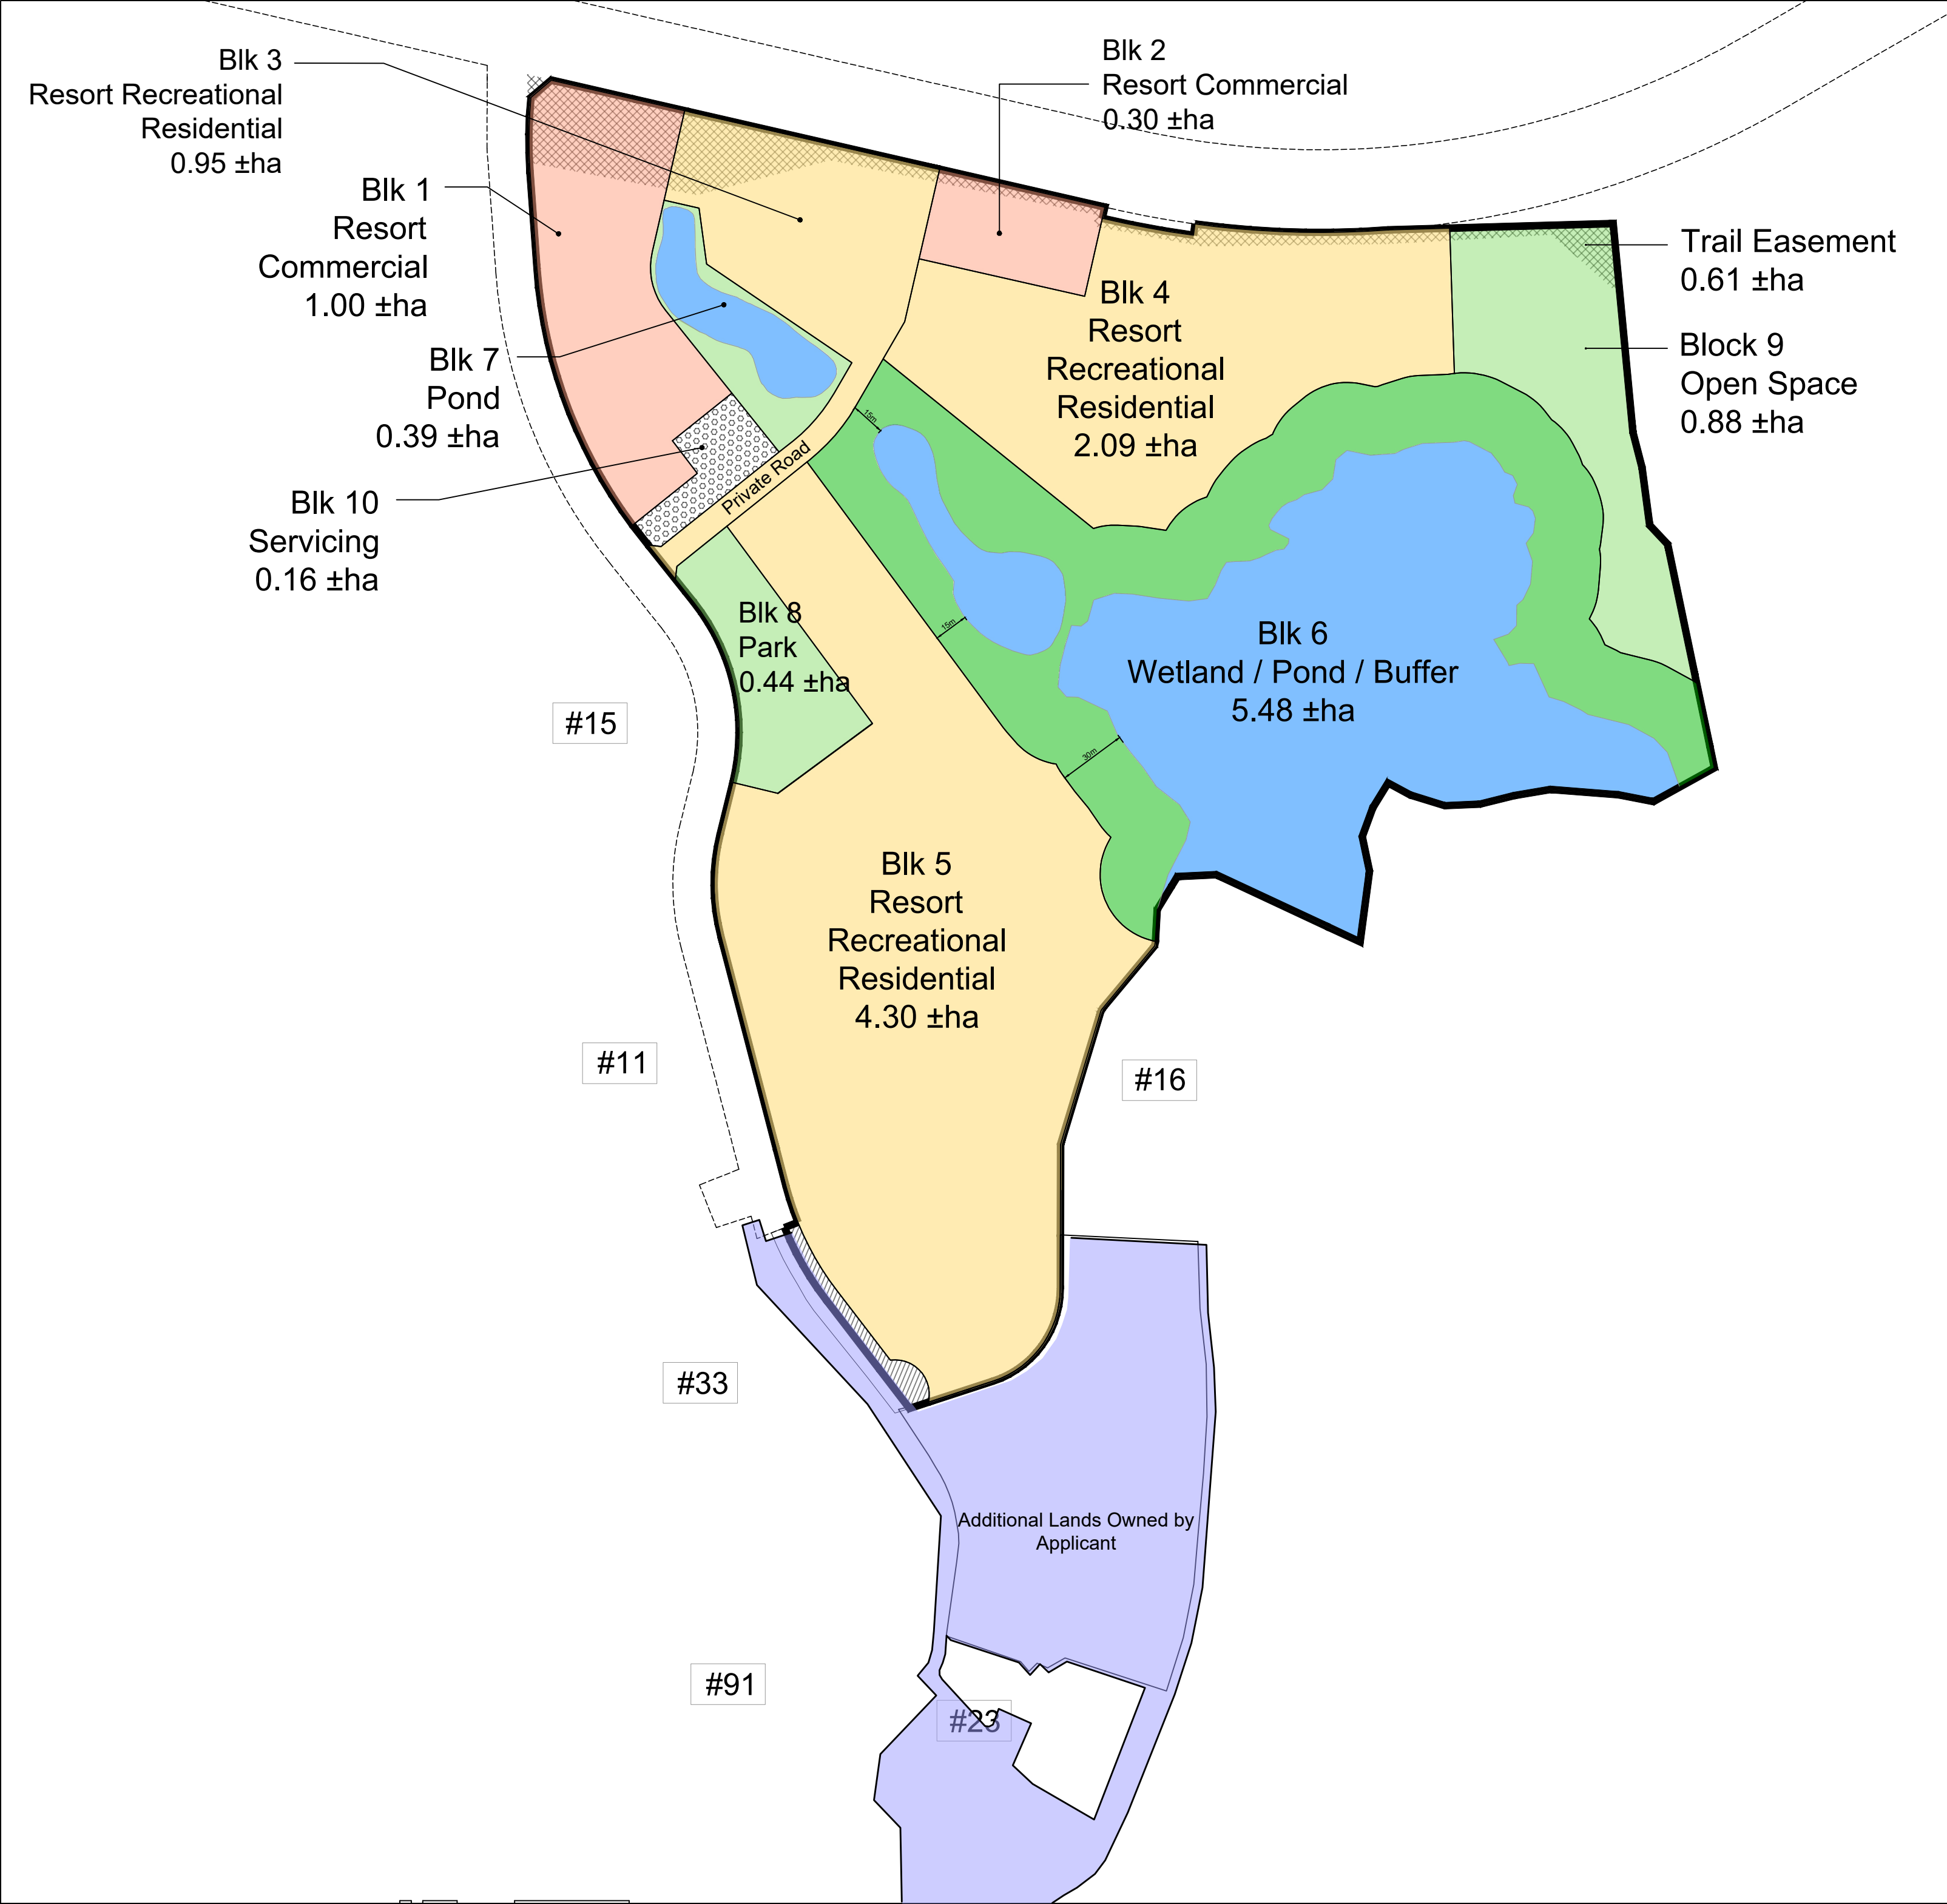 Blk 3
Resort Recreational
Residential
0.95 ±ha
Blk 2
Resort Commercial
0.30 ±ha
Blk 1
Resort
Commercial
1.00 ±ha
Trail Easement
0.61 ±ha
Blk 4
Resort
Recreational
Residential
2.09 ±ha
Block 9
Open Space
0.88 ±ha
Blk 7
Pond
0.39 ±ha
15m
Private Road
Blk 10
Servicing
0.16 ±ha
Blk 8
Park
0.44 ±ha
15m
Blk 6
Wetland / Pond / Buffer
5.48 ±ha
#15
30m
Blk 5
Resort
Recreational
Residential
4.30 ±ha
#11
#16
#33
Additional Lands Owned by
Applicant
#91
#23